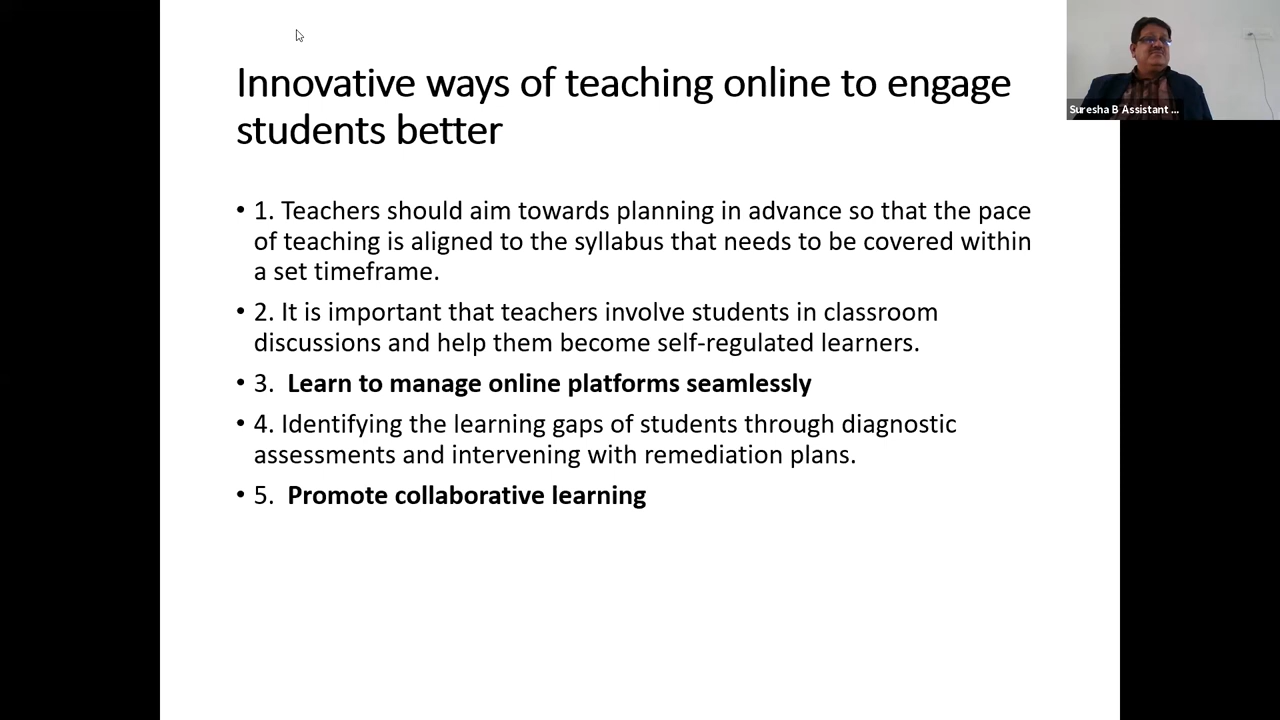 Innovative ways of teaching online to engage
students better
• 1. Teachers should aim towards planning in advance so that the pace
of teaching is aligned to the syllabus that needs to be covered within
a set timeframe.
• 2. It is important that teachers involve students in classroom
discussions and help them become self-regulated learners.
• 3. Learn to manage online platforms seamlessly
• 4. Identifying the learning gaps of students through diagnostic
assessments and intervening with remediation plans.
• 5. Promote collaborative learning
Suresha B Assistant ...